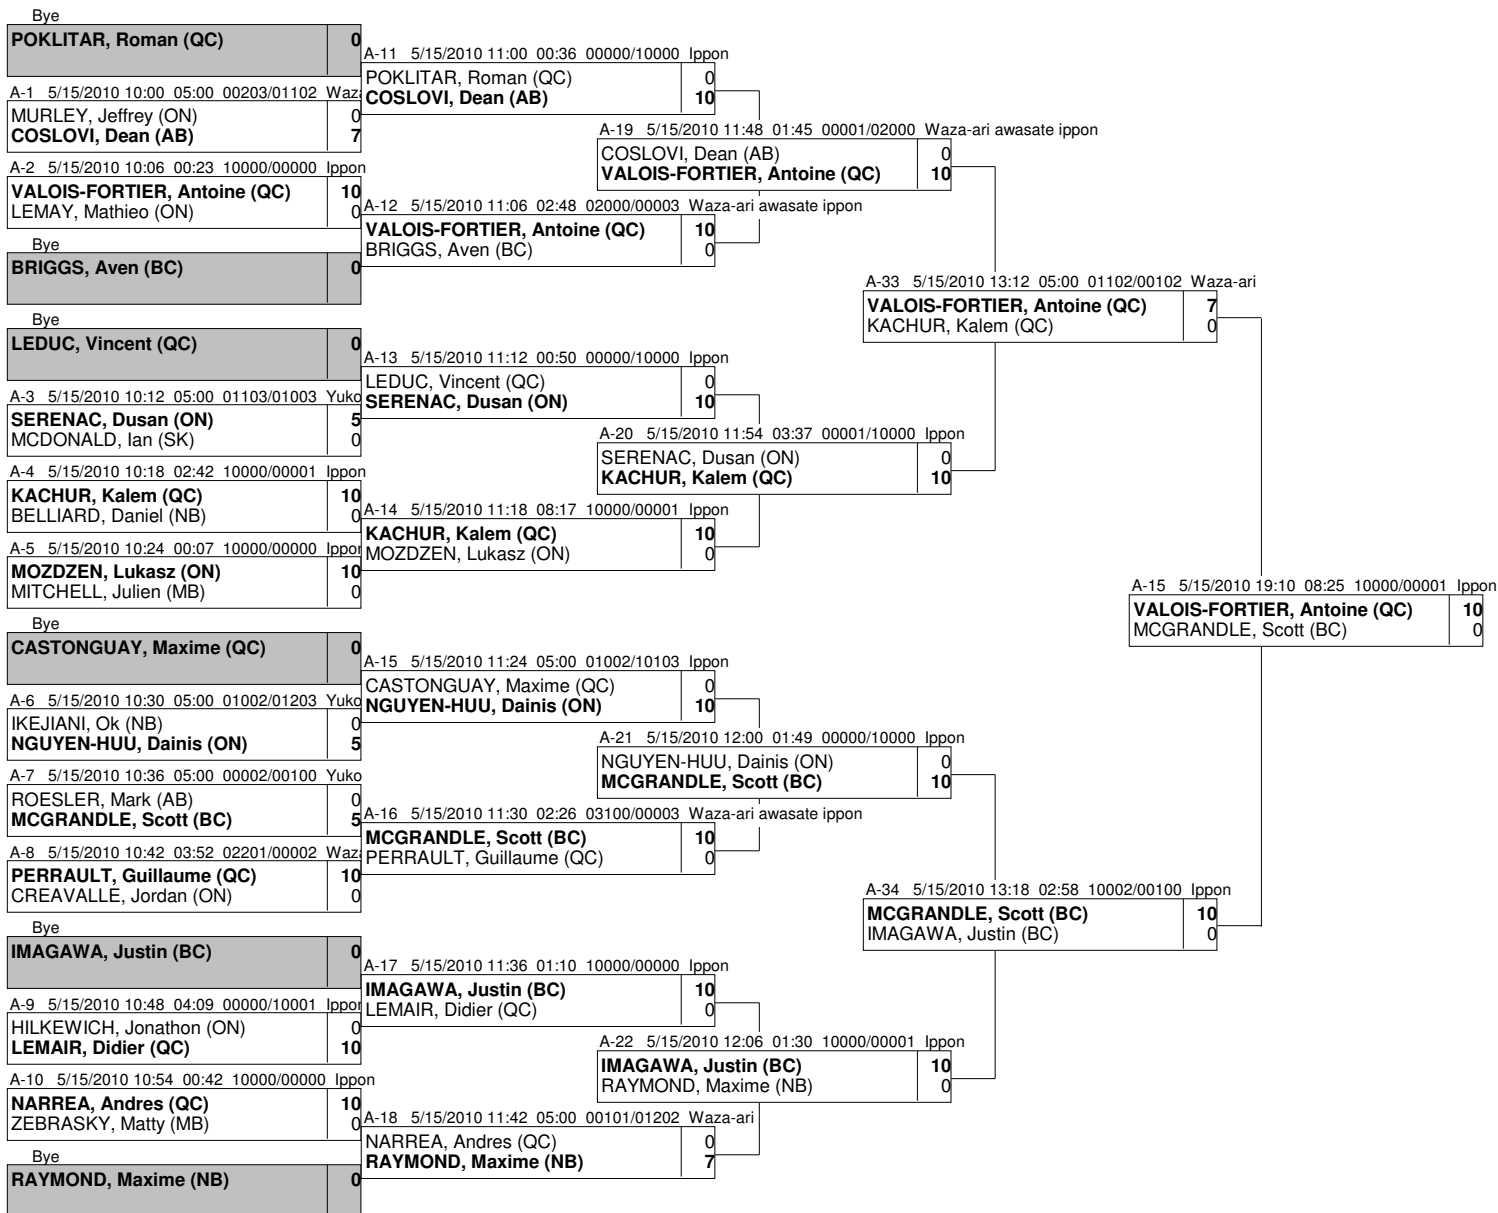 Bye
POKLITAR, Roman (QC) 0
A-1 5/15/2010 10:00 05:00 00203/01102 Waza
MURLEY, Jeffrey (ON) 0
COSLOVI, Dean (AB) 7
A-2 5/15/2010 10:06 00:23 10000/00000 Ippon
VALOIS-FORTIER, Antoine (QC) 10
LEMAY, Mathieo (ON) 0
Bye
BRIGGS, Aven (BC) 0
Bye
LEDUC, Vincent (QC) 0
A-3 5/15/2010 10:12 05:00 01103/01003 Yuko
SERENAC, Dusan (ON) 5
MCDONALD, Ian (SK) 0
A-4 5/15/2010 10:18 02:42 10000/00001 Ippon
KACHUR, Kalem (QC) 10
BELLIARD, Daniel (NB) 0
A-5 5/15/2010 10:24 00:07 10000/00000 Ippon
MOZDZEN, Lukasz (ON) 10
MITCHELL, Julien (MB) 0
Bye
CASTONGUAY, Maxime (QC) 0
A-6 5/15/2010 10:30 05:00 01002/01203 Yuko
IKEJIANI, Ok (NB) 0
NGUYEN-HUU, Dainis (ON) 5
A-7 5/15/2010 10:36 05:00 00002/00100 Yuko
ROESLER, Mark (AB) 0
MCGRANDLE, Scott (BC) 5
A-8 5/15/2010 10:42 03:52 02201/00002 Waza
PERRAULT, Guillaume (QC) 10
CREAVALLE, Jordan (ON) 0
Bye
IMAGAWA, Justin (BC) 0
A-9 5/15/2010 10:48 04:09 00000/10001 Ippon
HILKEWICH, Jonathon (ON) 0
LEMAIR, Didier (QC) 10
A-10 5/15/2010 10:54 00:42 10000/00000 Ippon
NARREA, Andres (QC) 10
ZEBRASKY, Matty (MB) 0
Bye
RAYMOND, Maxime (NB) 0
A-11 5/15/2010 11:00 00:36 00000/10000 Ippon
POKLITAR, Roman (QC) 0
COSLOVI, Dean (AB) 10
A-12 5/15/2010 11:06 02:48 02000/00003 Waza-ari awasate ippon
VALOIS-FORTIER, Antoine (QC) 10
BRIGGS, Aven (BC) 0
A-13 5/15/2010 11:12 00:50 00000/10000 Ippon
LEDUC, Vincent (QC) 0
SERENAC, Dusan (ON) 10
A-14 5/15/2010 11:18 08:17 10000/00001 Ippon
KACHUR, Kalem (QC) 10
MOZDZEN, Lukasz (ON) 0
A-15 5/15/2010 11:24 05:00 01002/10103 Ippon
CASTONGUAY, Maxime (QC) 0
NGUYEN-HUU, Dainis (ON) 10
A-16 5/15/2010 11:30 02:26 03100/00003 Waza-ari awasate ippon
MCGRANDLE, Scott (BC) 10
PERRAULT, Guillaume (QC) 0
A-17 5/15/2010 11:36 01:10 10000/00000 Ippon
IMAGAWA, Justin (BC) 10
LEMAIR, Didier (QC) 0
A-18 5/15/2010 11:42 05:00 00101/01202 Waza-ari
NARREA, Andres (QC) 0
RAYMOND, Maxime (NB) 7
A-19 5/15/2010 11:48 01:45 00001/02000 Waza-ari awasate ippon
COSLOVI, Dean (AB) 0
VALOIS-FORTIER, Antoine (QC) 10
A-20 5/15/2010 11:54 03:37 00001/10000 Ippon
SERENAC, Dusan (ON) 0
KACHUR, Kalem (QC) 10
A-21 5/15/2010 12:00 01:49 00000/10000 Ippon
NGUYEN-HUU, Dainis (ON) 0
MCGRANDLE, Scott (BC) 10
A-22 5/15/2010 12:06 01:30 10000/00001 Ippon
IMAGAWA, Justin (BC) 10
RAYMOND, Maxime (NB) 0
A-33 5/15/2010 13:12 05:00 01102/00102 Waza-ari
VALOIS-FORTIER, Antoine (QC) 7
KACHUR, Kalem (QC) 0
A-34 5/15/2010 13:18 02:58 10002/00100 Ippon
MCGRANDLE, Scott (BC) 10
IMAGAWA, Justin (BC) 0
A-15 5/15/2010 19:10 08:25 10000/00001 Ippon
VALOIS-FORTIER, Antoine (QC) 10
MCGRANDLE, Scott (BC) 0